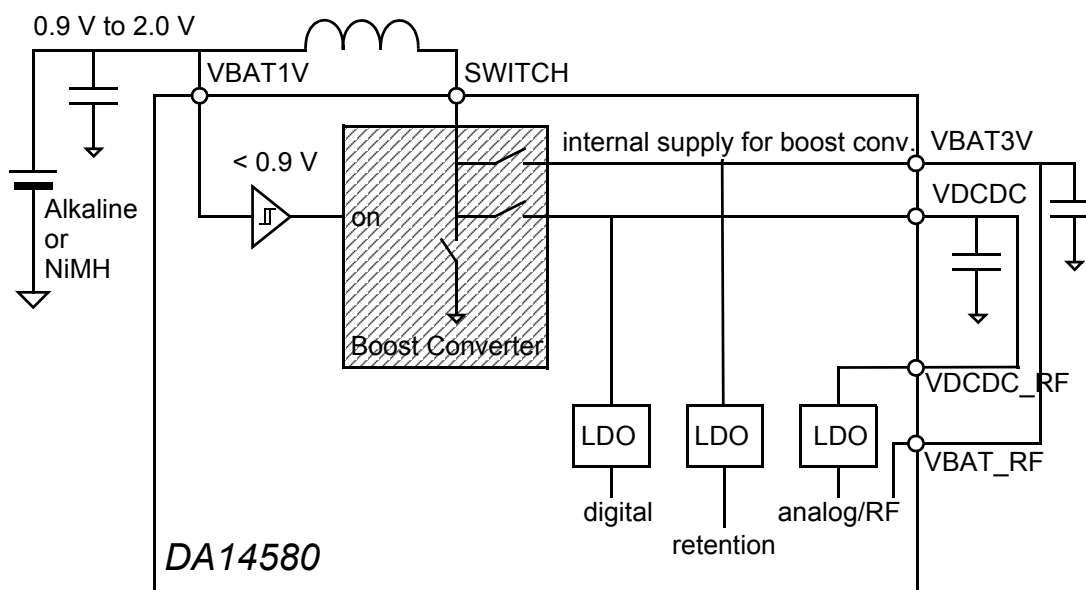 0.9 V to 2.0 V
VBAT1V
SWITCH
internal supply for boost conv.
VBAT3V
< 0.9 V
VDCDC
Alkaline
or
NiMH
on
Boost Converter
VDCDC_RF
LDO
LDO
LDO
VBAT_RF
digital
analog/RF
retention
DA14580